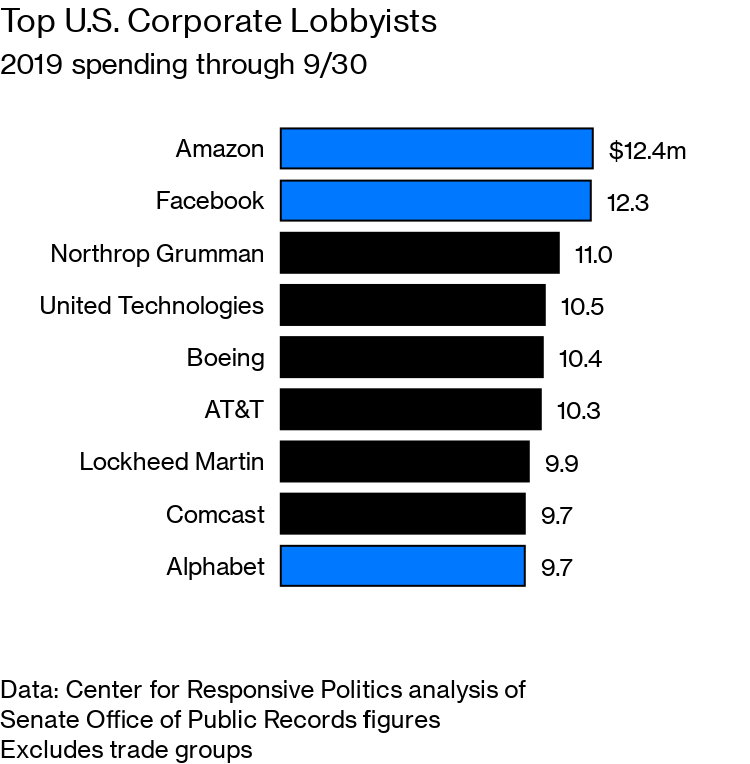 Top U.S. Corporate Lobbyists
2019 spending through 9/30
Amazon $12.4m
Facebook 12.3
Northrop Grumman 11.0
United Technologies 10.5
Boeing 10.4
AT&T 10.3
Lockheed Martin 9.9
Comcast 9.7
Alphabet 9.7
Data: Center for Responsive Politics analysis of
Senate Office of Public Records figures
Excludes trade groups